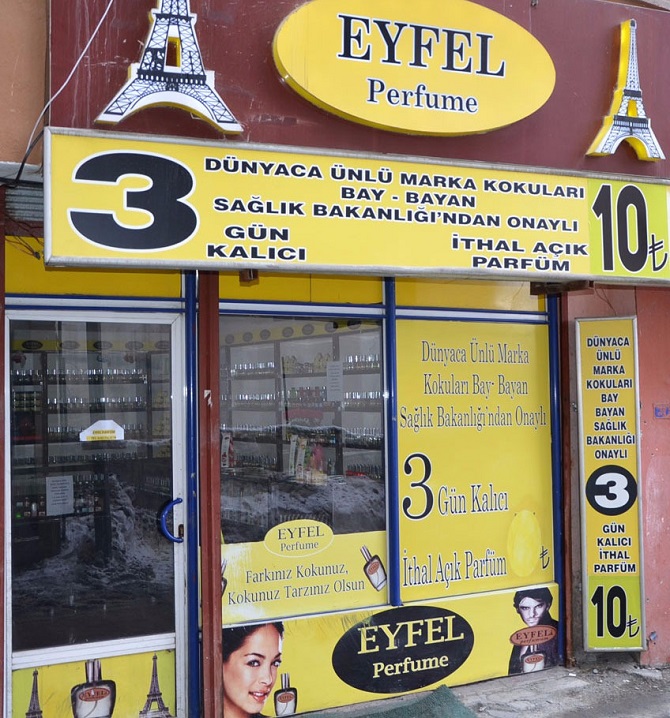 EYFEL
Perfume
3
DÜNYACA ÜNLÜ MARKA KOKULARI
BAY - BAYAN
SAĞLIK BAKANLIĞI'NDAN ONAYLI
GÜN
KALICI
İTHAL AÇIK
PARFÜM
10₺
Dünyaca Ünlü Marka
Kokuları Bay- Bayan
Sağlık Bakanlığı'ndan Onaylı
3 Gün Kalıcı
İthal Açık Parfüm
₺
EYFEL
Perfume
Farkınız Kokunuz,
Kokunuz Tarzınız Olsun
EYFEL
Perfume
EYFEL
EYFEL
DÜNYACA
ÜNLÜ
MARKA
KOKULARI
BAY
BAYAN
SAĞLIK
BAKANLIĞI
ONAYLI
3
GÜN
KALICI
İTHAL
PARFÜM
10₺